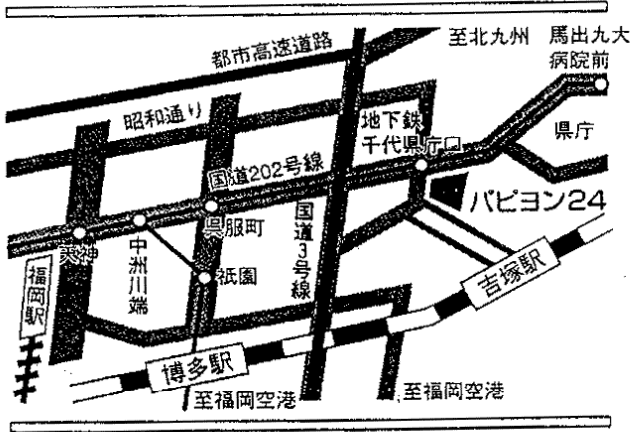 至北九州
馬出九大
病院前
都市高速道路
昭和通り
地下鉄
千代県庁口
県庁
国道202号線
パピヨン24
呉服町
国道3号線
天神
中洲川端
祇園
福岡駅
吉塚駅
博多駅
至福岡空港
至福岡空港